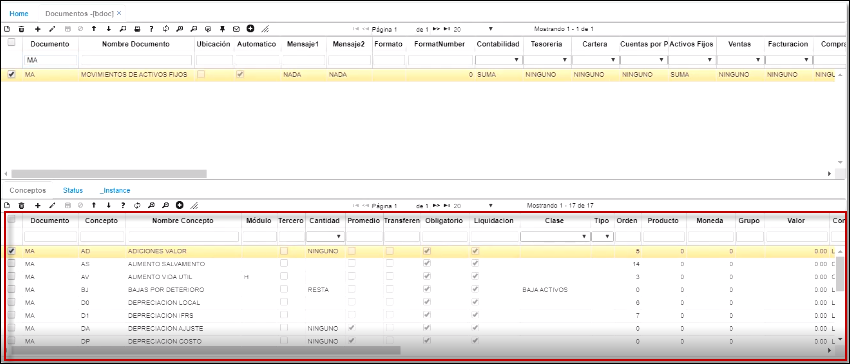 Home Documentos -[bdoc] ×
Página 1 de 1 20 Mostrando 1 - 1 de 1
Documento Nombre Documento Ubicación Automatico Mensaje1 Mensaje2 Formato FormatNumber Contabilidad Tesoreria Cartera Cuentas por P Activos Fijos Ventas Facturacion Compra
MA
MA MOVIMIENTOS DE ACTIVOS FIJOS NADA NADA 0 SUMA NINGUNO NINGUNO NINGUNO SUMA NINGUNO NINGUNO NINGU
Conceptos Status _Instance
Página 1 de 1 20 Mostrando 1 - 17 de 17
Documento Concepto Nombre Concepto Módulo Tercero Cantidad Promedio Transferen Obligatorio Liquidacion Clase Tipo Orden Producto Moneda Grupo Valor Con
MA AD ADICIONES VALOR NINGUNO 5 0 0 0.00
MA AS AUMENTO SALVAMENTO 14 0 0 0.00
MA AV AUMENTO VIDA UTIL H 3 0 0 0.00
MA BJ BAJAS POR DETERIORO RESTA BAJA ACTIVOS 0 0 0 0.00
MA D0 DEPRECIACION LOCAL 6 0 0 0.00
MA D1 DEPRECIACION IFRS 7 0 0 0.00
MA DA DEPRECIACION AJUSTE NINGUNO 0 0 0 0.00
MA DP DEPRECIACION COSTO NINGUNO 0 0 0 0.00